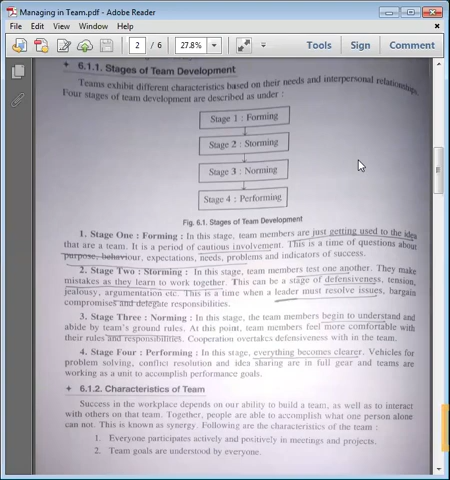 Managing in Team.pdf - Adobe Reader
File Edit View Window Help
2 / 6 27.8% Tools Sign Comment
6.1.1. Stages of Team Development
Teams exhibit different characteristics based on their needs and interpersonal relationships.
Four stages of team development are described as under :
Stage 1 : Forming
Stage 2 : Storming
Stage 3 : Norming
Stage 4 : Performing
Fig. 6.1. Stages of Team Development
1. Stage One : Forming : In this stage, team members are just getting used to the idea
that are a team. It is a period of cautious involvement. This is a time of questions about
purpose, behaviour, expectations, needs, problems and indicators of success.
2. Stage Two : Storming : In this stage, team members test one another. They make
mistakes as they learn to work together. This can be a stage of defensiveness, tension,
jealousy, argumentation etc. This is a time when a leader must resolve issues, bargain
compromises and delegate responsibilities.
3. Stage Three : Norming : In this stage, the team members begin to understand and
abide by team's ground rules. At this point, team members feel more comfortable with
their rules and responsibilities. Cooperation overtakes defensiveness with in the team.
4. Stage Four : Performing : In this stage, everything becomes clearer. Vehicles for
problem solving, conflict resolution and idea sharing are in full gear and teams are
working as a unit to accomplish performance goals.
6.1.2. Characteristics of Team
Success in the workplace depends on our ability to build a team, as well as to interact
with others on that team. Together, people are able to accomplish what one person alone
can not. This is known as synergy. Following are the characteristics of the team :
1. Everyone participates actively and positively in meetings and projects.
2. Team goals are understood by everyone.